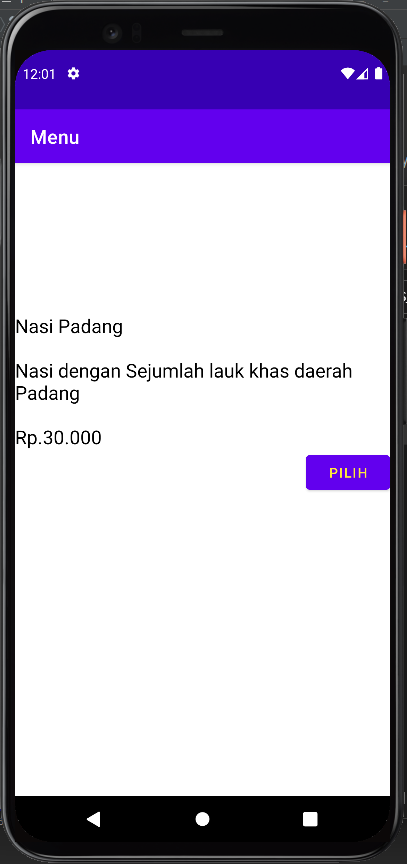 12:01
Menu
Nasi Padang
Nasi dengan Sejumlah lauk khas daerah
Padang
Rp.30.000
PILIH